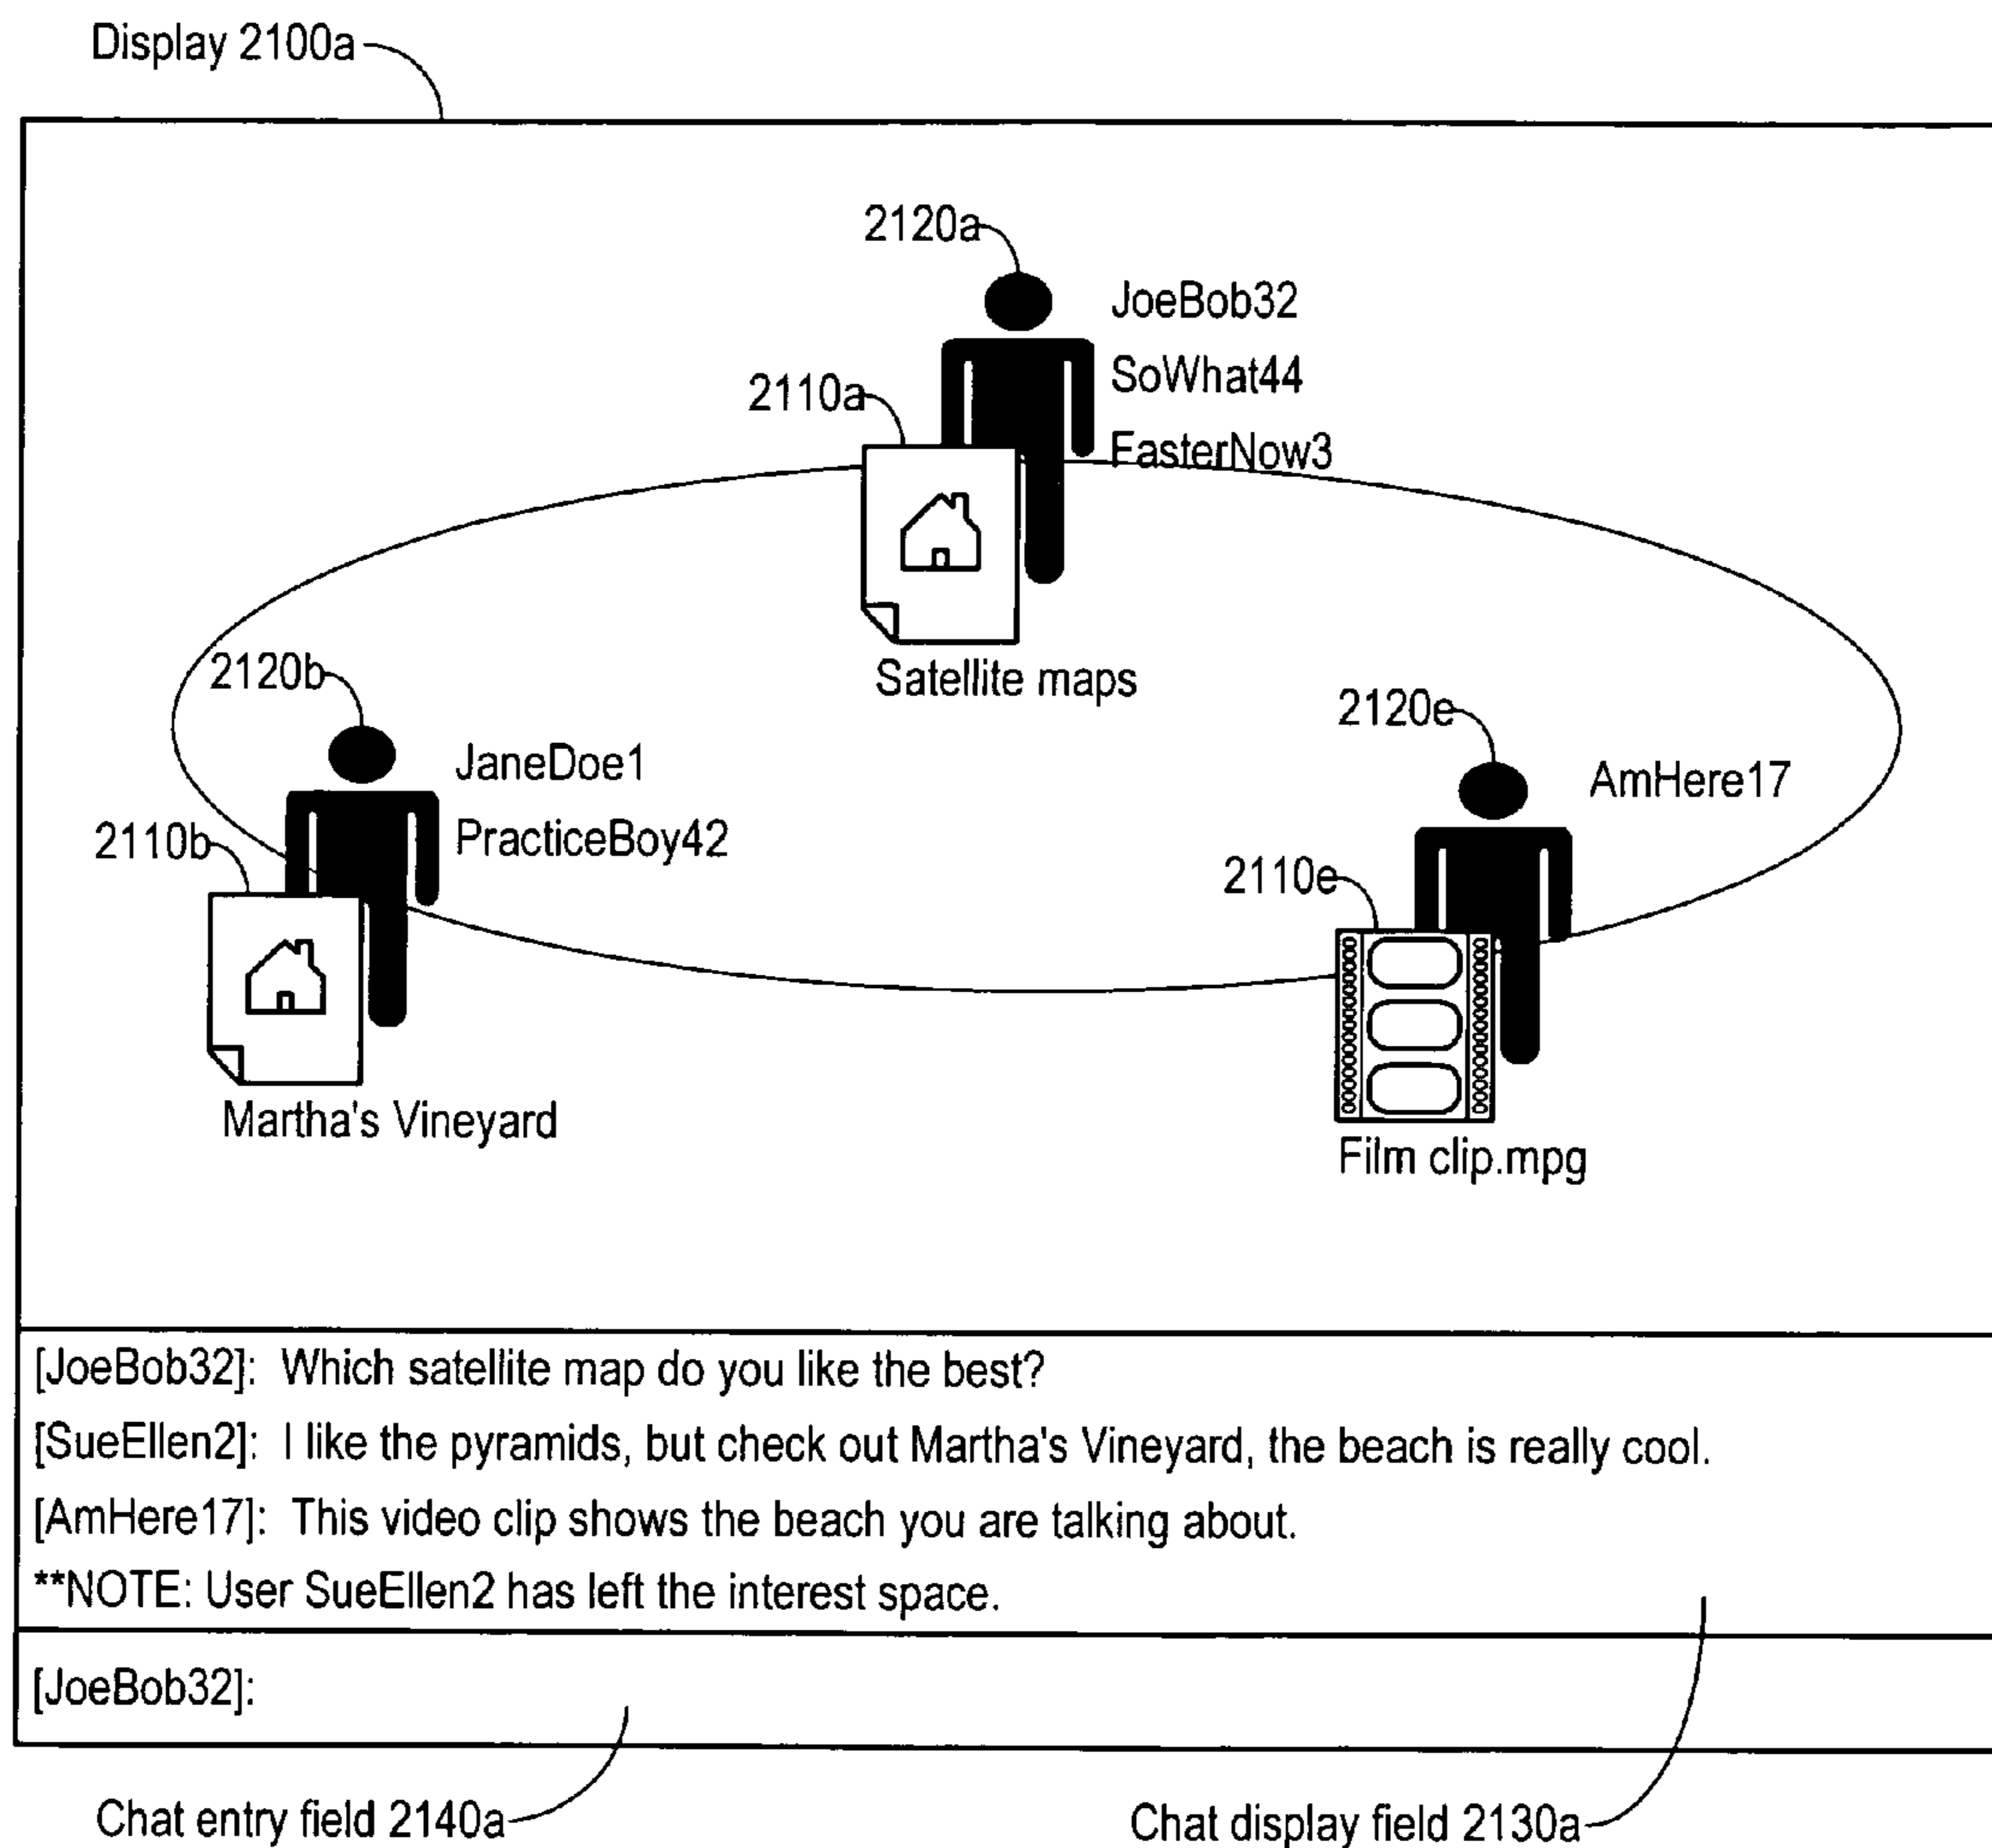 Display 2100a
2120a
JoeBob32
SoWhat44
EasterNow3
2110a
Satellite maps
2120b
JaneDoe1
PracticeBoy42
2110b
Martha's Vineyard
2120e
AmHere17
2110e
Film clip.mpg
[JoeBob32]: Which satellite map do you like the best?
[SueEllen2]: I like the pyramids, but check out Martha's Vineyard, the beach is really cool.
[AmHere17]: This video clip shows the beach you are talking about.
**NOTE: User SueEllen2 has left the interest space.
[JoeBob32]:
Chat entry field 2140a
Chat display field 2130a